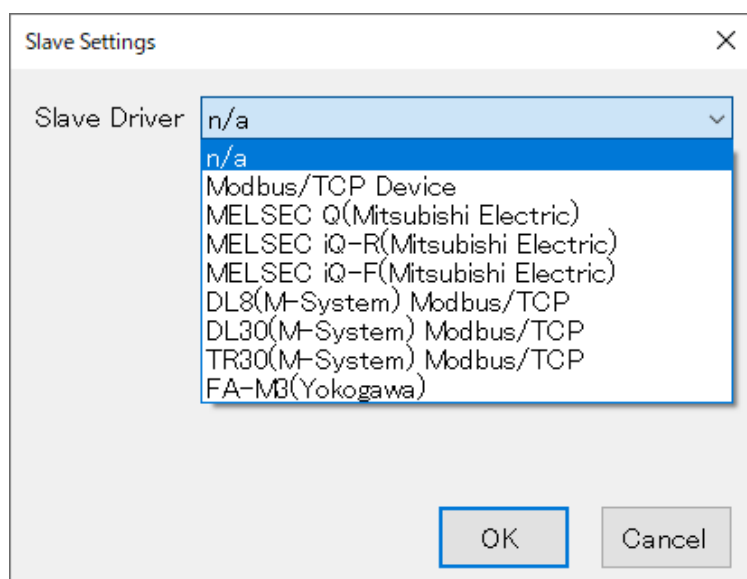 Slave Settings
Slave Driver n/a
n/a
Modbus/TCP Device
MELSEC Q(Mitsubishi Electric)
MELSEC iQ-R(Mitsubishi Electric)
MELSEC iQ-F(Mitsubishi Electric)
DL8(M-System) Modbus/TCP
DL30(M-System) Modbus/TCP
TR30(M-System) Modbus/TCP
FA-M3(Yokogawa)
OK Cancel